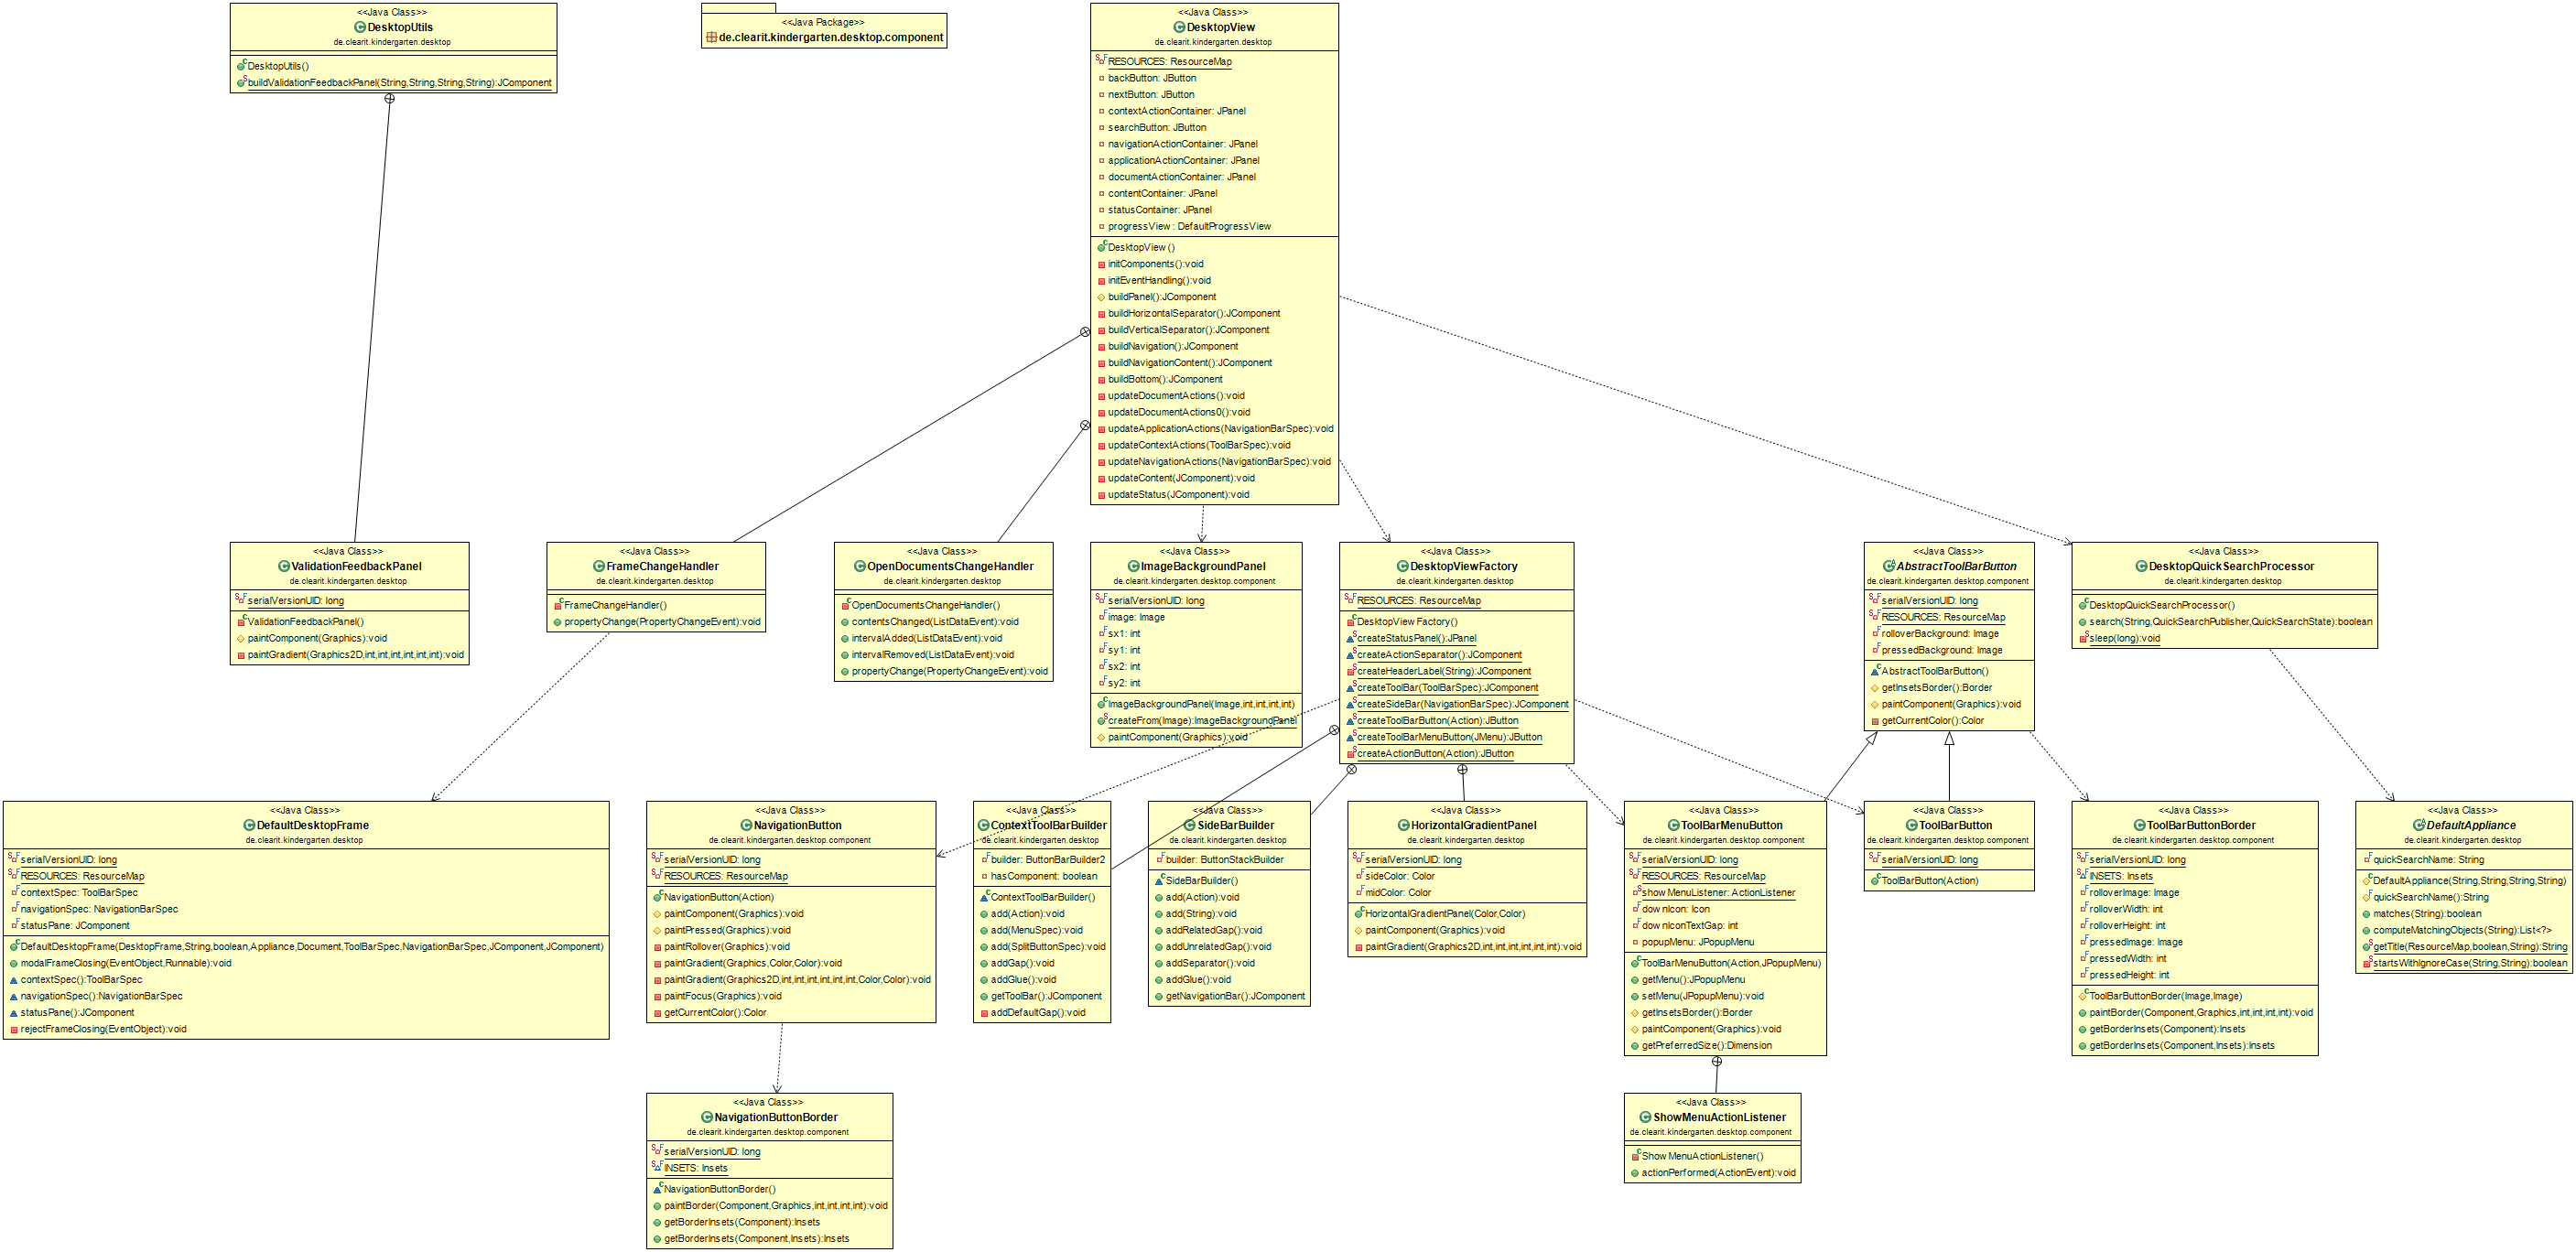 <<Java Class>>
DesktopUtils
de.clearit.kindergarten.desktop
DesktopUtils()
buildValidationFeedbackPanel(String,String,String,String):JComponent
<<Java Package>>
de.clearit.kindergarten.desktop.component
<<Java Class>>
DesktopView
de.clearit.kindergarten.desktop
RESOURCES: ResourceMap
backButton: JButton
nextButton: JButton
contextActionContainer: JPanel
searchButton: JButton
navigationActionContainer: JPanel
applicationActionContainer: JPanel
documentActionContainer: JPanel
contentContainer: JPanel
statusContainer: JPanel
progressView: DefaultProgressView
DesktopView()
initComponents():void
initEventHandling():void
buildPanel():JComponent
buildHorizontalSeparator():JComponent
buildVerticalSeparator():JComponent
buildNavigation():JComponent
buildNavigationContent():JComponent
buildBottom():JComponent
updateDocumentActions():void
updateDocumentActions0():void
updateApplicationActions(NavigationBarSpec):void
updateContextActions(ToolBarSpec):void
updateNavigationActions(NavigationBarSpec):void
updateContent(JComponent):void
updateStatus(JComponent):void
<<Java Class>>
ValidationFeedbackPanel
de.clearit.kindergarten.desktop
serialVersionUID: long
ValidationFeedbackPanel()
paintComponent(Graphics):void
paintGradient(Graphics2D,int,int,int,int,int,int):void
<<Java Class>>
FrameChangeHandler
de.clearit.kindergarten.desktop
FrameChangeHandler()
propertyChange(PropertyChangeEvent):void
<<Java Class>>
OpenDocumentsChangeHandler
de.clearit.kindergarten.desktop
OpenDocumentsChangeHandler()
contentsChanged(ListDataEvent):void
intervalAdded(ListDataEvent):void
intervalRemoved(ListDataEvent):void
propertyChange(PropertyChangeEvent):void
<<Java Class>>
ImageBackgroundPanel
de.clearit.kindergarten.desktop.component
serialVersionUID: long
image: Image
sx1: int
sy1: int
sx2: int
sy2: int
ImageBackgroundPanel(Image,int,int,int,int)
createFrom(Image):ImageBackgroundPanel
paintComponent(Graphics):void
<<Java Class>>
DesktopViewFactory
de.clearit.kindergarten.desktop
RESOURCES: ResourceMap
DesktopViewFactory()
createStatusPanel():JPanel
createActionSeparator():JComponent
createHeaderLabel(String):JComponent
createToolBar(ToolBarSpec):JComponent
createSideBar(NavigationBarSpec):JComponent
createToolBarButton(Action):JButton
createToolBarMenuButton(JMenu):JButton
createActionButton(Action):JButton
<<Java Class>>
AbstractToolBarButton
de.clearit.kindergarten.desktop.component
serialVersionUID: long
RESOURCES: ResourceMap
rolloverBackground: Image
pressedBackground: Image
AbstractToolBarButton()
getInsetsBorder():Border
paintComponent(Graphics):void
getCurrentColor():Color
<<Java Class>>
DesktopQuickSearchProcessor
de.clearit.kindergarten.desktop
DesktopQuickSearchProcessor()
search(String,QuickSearchPublisher,QuickSearchState):boolean
sleep(long):void
<<Java Class>>
DefaultDesktopFrame
de.clearit.kindergarten.desktop
serialVersionUID: long
RESOURCES: ResourceMap
contextSpec: ToolBarSpec
navigationSpec: NavigationBarSpec
statusPane: JComponent
DefaultDesktopFrame(DesktopFrame,String,boolean,Appliance,Document,ToolBarSpec,NavigationBarSpec,JComponent,JComponent)
modalFrameClosing(EventObject,Runnable):void
contextSpec():ToolBarSpec
navigationSpec():NavigationBarSpec
statusPane():JComponent
rejectFrameClosing(EventObject):void
<<Java Class>>
NavigationButton
de.clearit.kindergarten.desktop.component
serialVersionUID: long
RESOURCES: ResourceMap
NavigationButton(Action)
paintComponent(Graphics):void
paintPressed(Graphics):void
paintRollover(Graphics):void
paintGradient(Graphics,Color,Color):void
paintGradient(Graphics2D,int,int,int,int,int,int,Color,Color):void
paintFocus(Graphics):void
getCurrentColor():Color
<<Java Class>>
ContextToolBarBuilder
de.clearit.kindergarten.desktop
builder: ButtonBarBuilder2
hasComponent: boolean
ContextToolBarBuilder()
add(Action):void
add(MenuSpec):void
add(SplitButtonSpec):void
addGap():void
addGlue():void
getToolBar():JComponent
addDefaultGap():void
<<Java Class>>
SideBarBuilder
de.clearit.kindergarten.desktop
builder: ButtonStackBuilder
SideBarBuilder()
add(Action):void
add(String):void
addRelatedGap():void
addUnrelatedGap():void
addSeparator():void
addGlue():void
getNavigationBar():JComponent
<<Java Class>>
HorizontalGradientPanel
de.clearit.kindergarten.desktop
serialVersionUID: long
sideColor: Color
midColor: Color
HorizontalGradientPanel(Color,Color)
paintComponent(Graphics):void
paintGradient(Graphics2D,int,int,int,int,int,int):void
<<Java Class>>
ToolBarMenuButton
de.clearit.kindergarten.desktop.component
serialVersionUID: long
RESOURCES: ResourceMap
showMenuListener: ActionListener
downIcon: Icon
downIconTextGap: int
popupMenu: JPopupMenu
ToolBarMenuButton(Action,JPopupMenu)
getMenu():JPopupMenu
setMenu(JPopupMenu):void
getInsetsBorder():Border
paintComponent(Graphics):void
getPreferredSize():Dimension
<<Java Class>>
ToolBarButton
de.clearit.kindergarten.desktop.component
serialVersionUID: long
ToolBarButton(Action)
<<Java Class>>
ToolBarButtonBorder
de.clearit.kindergarten.desktop.component
serialVersionUID: long
INSETS: Insets
rolloverImage: Image
rolloverWidth: int
rolloverHeight: int
pressedImage: Image
pressedWidth: int
pressedHeight: int
ToolBarButtonBorder(Image,Image)
paintBorder(Component,Graphics,int,int,int,int):void
getBorderInsets(Component):Insets
getBorderInsets(Component,Insets):Insets
<<Java Class>>
DefaultAppliance
de.clearit.kindergarten.desktop
quickSearchName: String
DefaultAppliance(String,String,String,String)
quickSearchName():String
matches(String):boolean
computeMatchingObjects(String):List<?>
getTitle(ResourceMap,boolean,String):String
startsWithIgnoreCase(String,String):boolean
<<Java Class>>
NavigationButtonBorder
de.clearit.kindergarten.desktop.component
serialVersionUID: long
INSETS: Insets
NavigationButtonBorder()
paintBorder(Component,Graphics,int,int,int,int):void
getBorderInsets(Component):Insets
getBorderInsets(Component,Insets):Insets
<<Java Class>>
ShowMenuActionListener
de.clearit.kindergarten.desktop.component
ShowMenuActionListener()
actionPerformed(ActionEvent):void